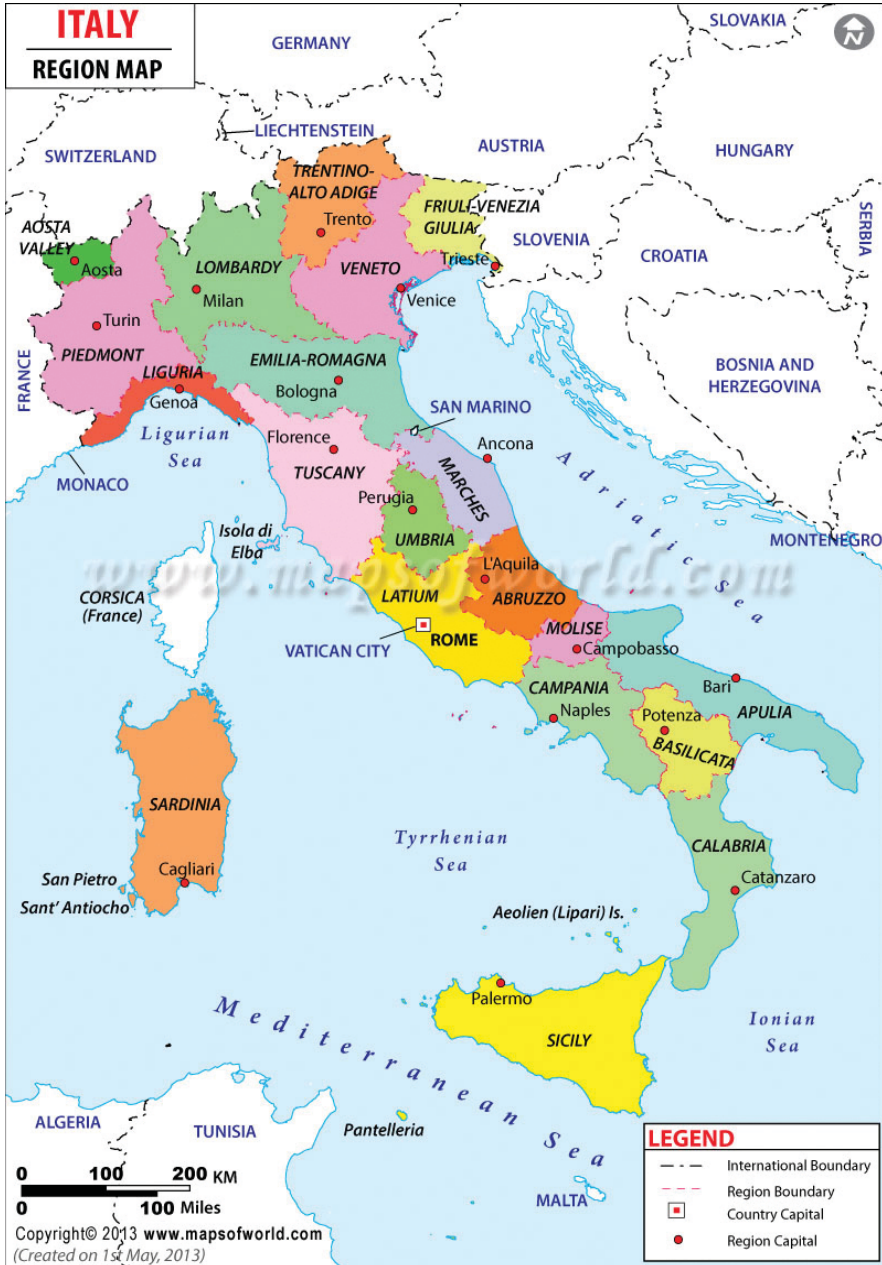 ITALY
REGION MAP
N
SLOVAKIA
GERMANY
LIECHTENSTEIN
SWITZERLAND
AUSTRIA
HUNGARY
TRENTINO-
ALTO ADIGE
Trento
FRIULI-VENEZIA
GIULIA
AOSTA
VALLEY
Aosta
SLOVENIA
SERBIA
CROATIA
Trieste
LOMBARDY
Milan
VENETO
Venice
Turin
PIEDMONT
FRANCE
EMILIA-ROMAGNA
Bologna
BOSNIA AND
HERZEGOVINA
LIGURIA
Genoa
SAN MARINO
Ligurian
Sea
Florence
TUSCANY
Ancona
MONACO
MARCHES
Adriatic Sea
Perugia
UMBRIA
Isola di
Elba
MONTENEGRO
www.mapsofworld.com
L'Aquila
ABRUZZO
CORSICA
(France)
LATIUM
ROME
VATICAN CITY
MOLISE
Campobasso
CAMPANIA
Naples
Bari
APULIA
Potenza
BASILICATA
SARDINIA
Cagliari
Tyrrhenian
Sea
CALABRIA
Catanzaro
San Pietro
Sant' Antiocho
Aeolien (Lipari) Is.
Palermo
SICILY
Ionian
Sea
Mediterranean Sea
ALGERIA
TUNISIA
Pantelleria
MALTA
LEGEND
International Boundary
Region Boundary
Country Capital
Region Capital
0 100 200 KM
0 100 Miles
Copyright© 2013 www.mapsofworld.com
(Created on 1st May, 2013)